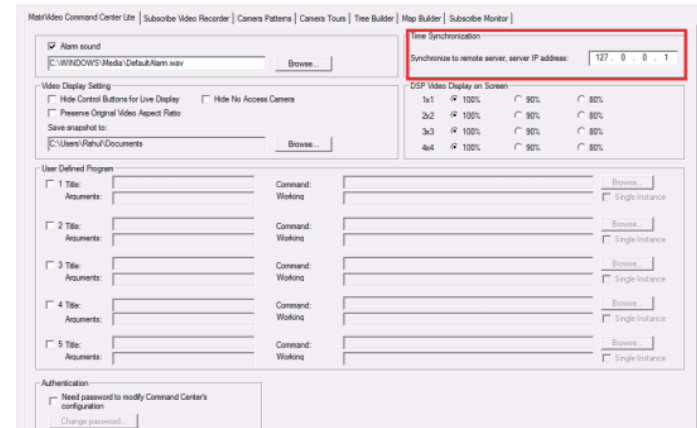 MatriVideo Command Center Lite | Subscribe Video Recorder | Camera Patterns | Camera Tours | Tree Builder | Map Builder | Subscribe Monitor
Alarm sound
C:\WINDOWS\Media\DefaultAlarm.wav Browse...
Time Synchronization
Synchronize to remote server, server IP address: 127 . 0 . 0 . 1
Video Display Setting
Hide Control Buttons for Live Display Hide No Access Camera
Preserve Original Video Aspect Ratio
Save snapshot to:
C:\Users\Rahul\Documents Browse...
DSP Video Display on Screen
1x1 100% 90% 80%
2x2 100% 90% 80%
3x3 100% 90% 80%
4x4 100% 90% 80%
User Defined Program
1 Title: Command: Browse...
Arguments: Working Single Instance
2 Title: Command: Browse...
Arguments: Working Single Instance
3 Title: Command: Browse...
Arguments: Working Single Instance
4 Title: Command: Browse...
Arguments: Working Single Instance
5 Title: Command: Browse...
Arguments: Working Single Instance
Authentication
Need password to modify Command Center's
configuration
Change password...